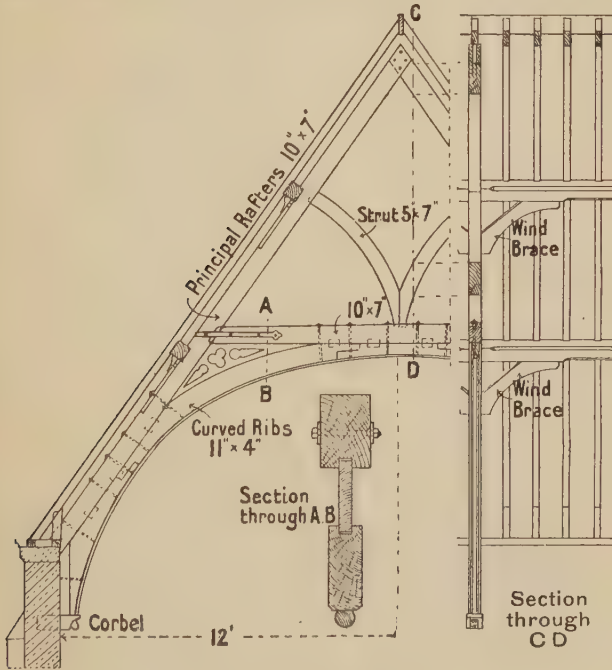 C
Principal Rafters 10" × 7"
Strut 5 × 7"
Wind
Brace
A
10" × 7"
B
D
Curved Ribs
11" × 4"
Wind
Brace
Section
through A.B
Corbel
12'
Section
through
C D